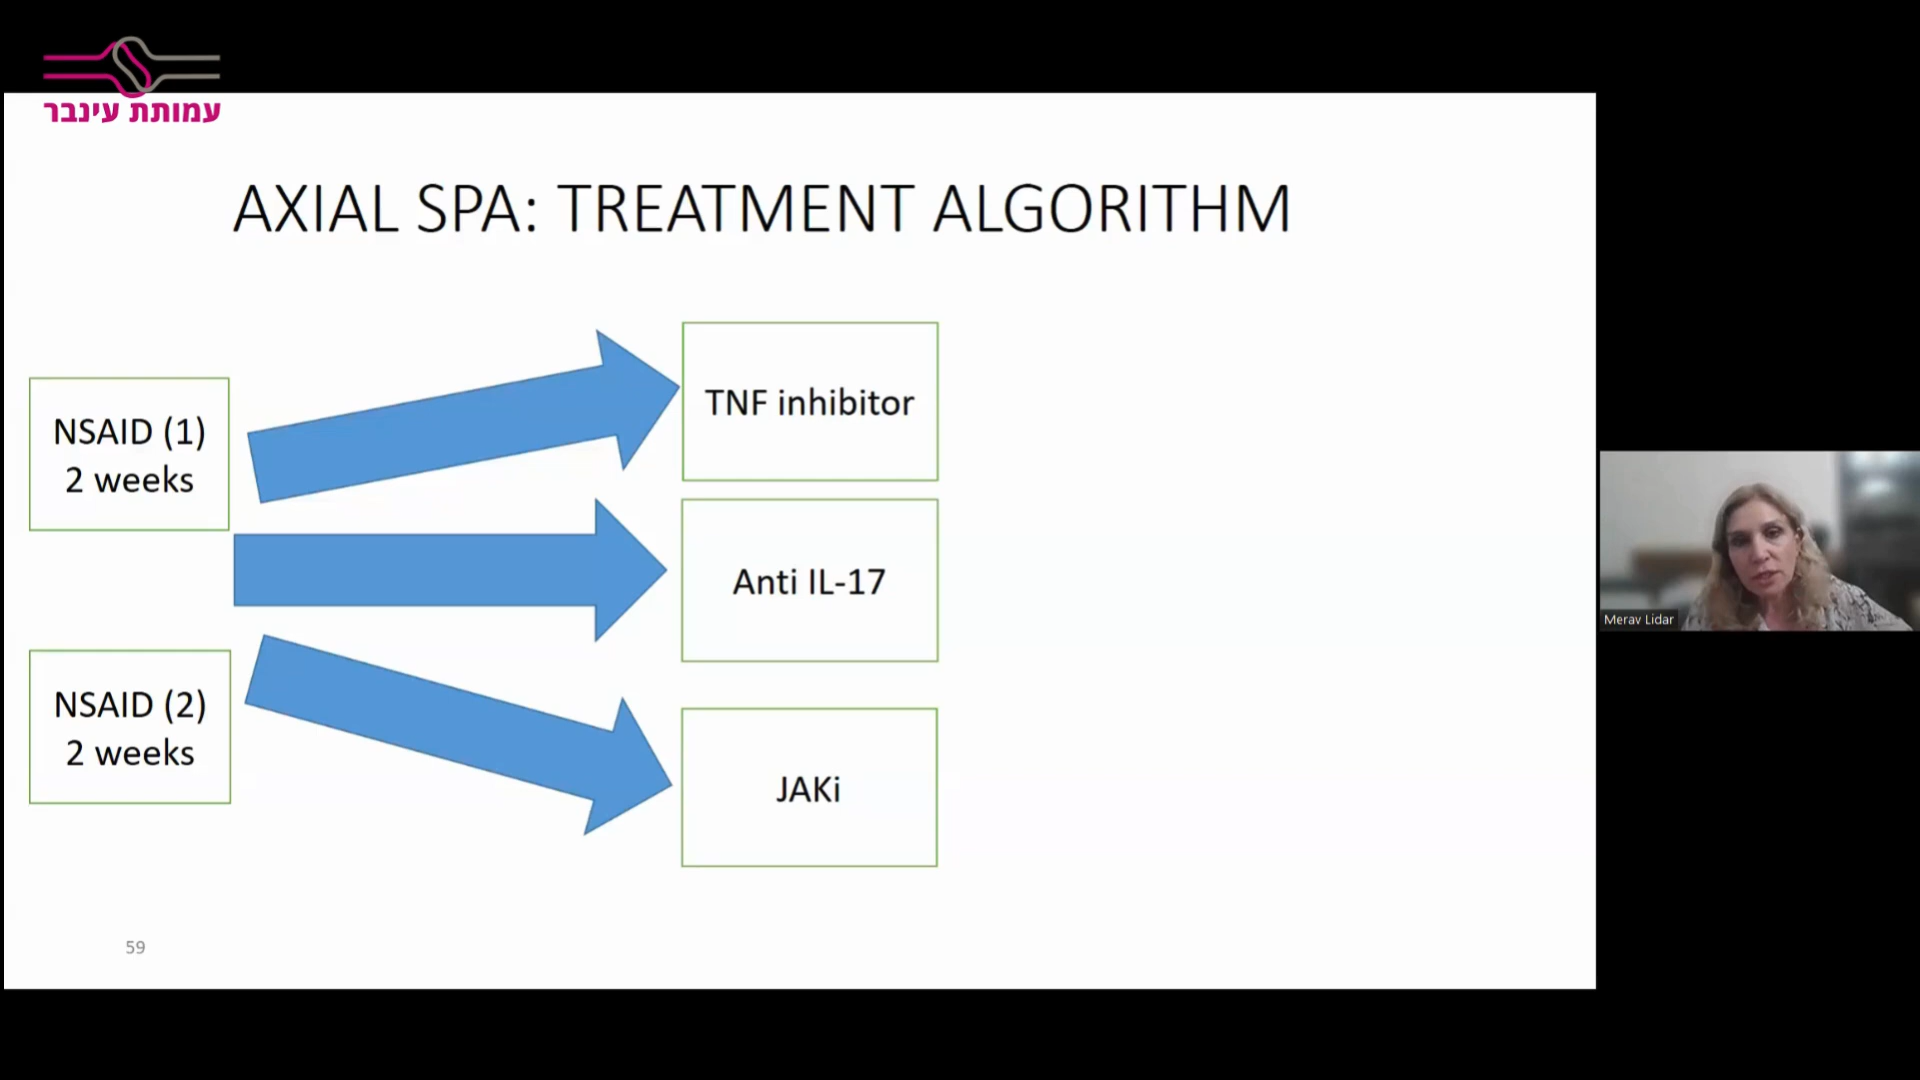 עמותת עינבר
AXIAL SPA: TREATMENT ALGORITHM
NSAID (1)
2 weeks
NSAID (2)
2 weeks
TNF inhibitor
Anti IL-17
JAKi
59
Merav Lidar